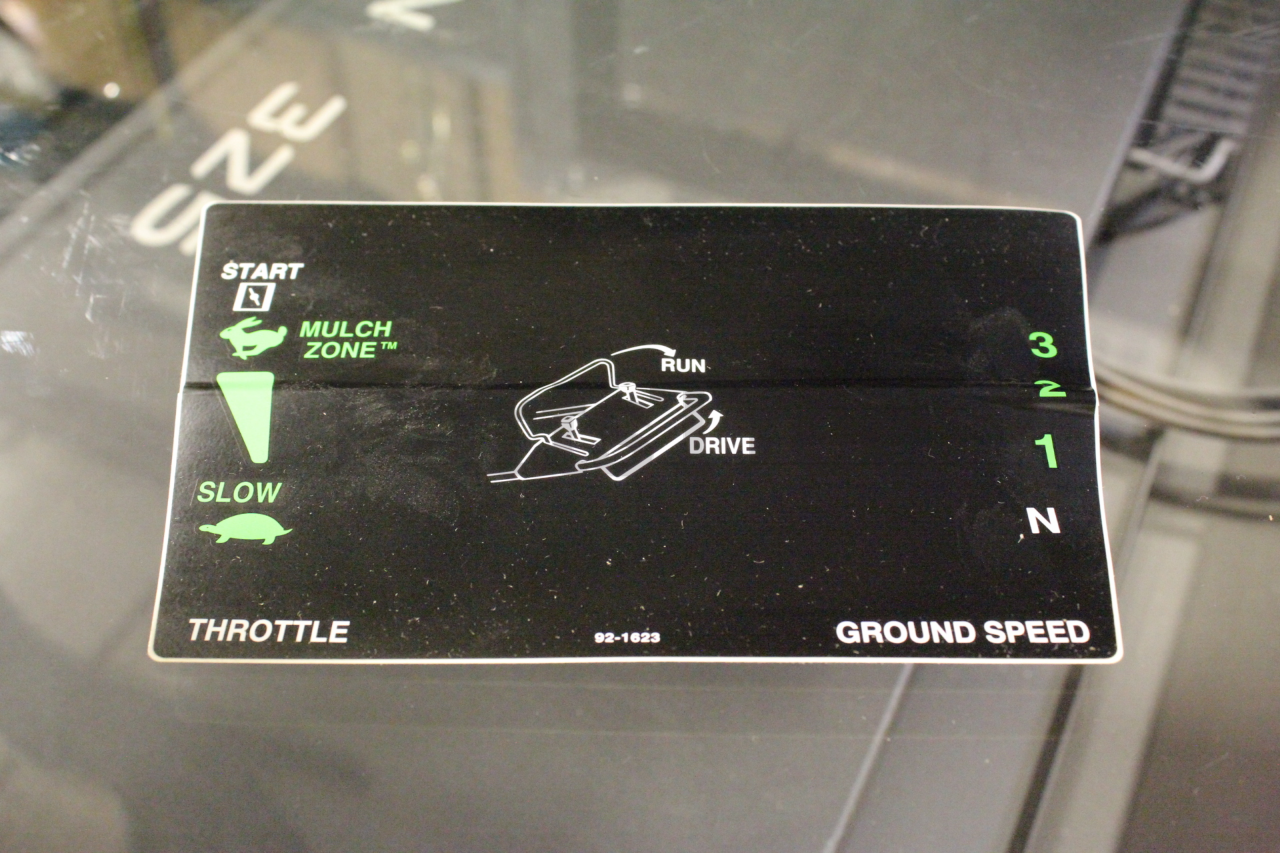 START
MULCH
ZONE™
SLOW
THROTTLE
RUN
DRIVE
92-1623
3
2
1
N
GROUND SPEED